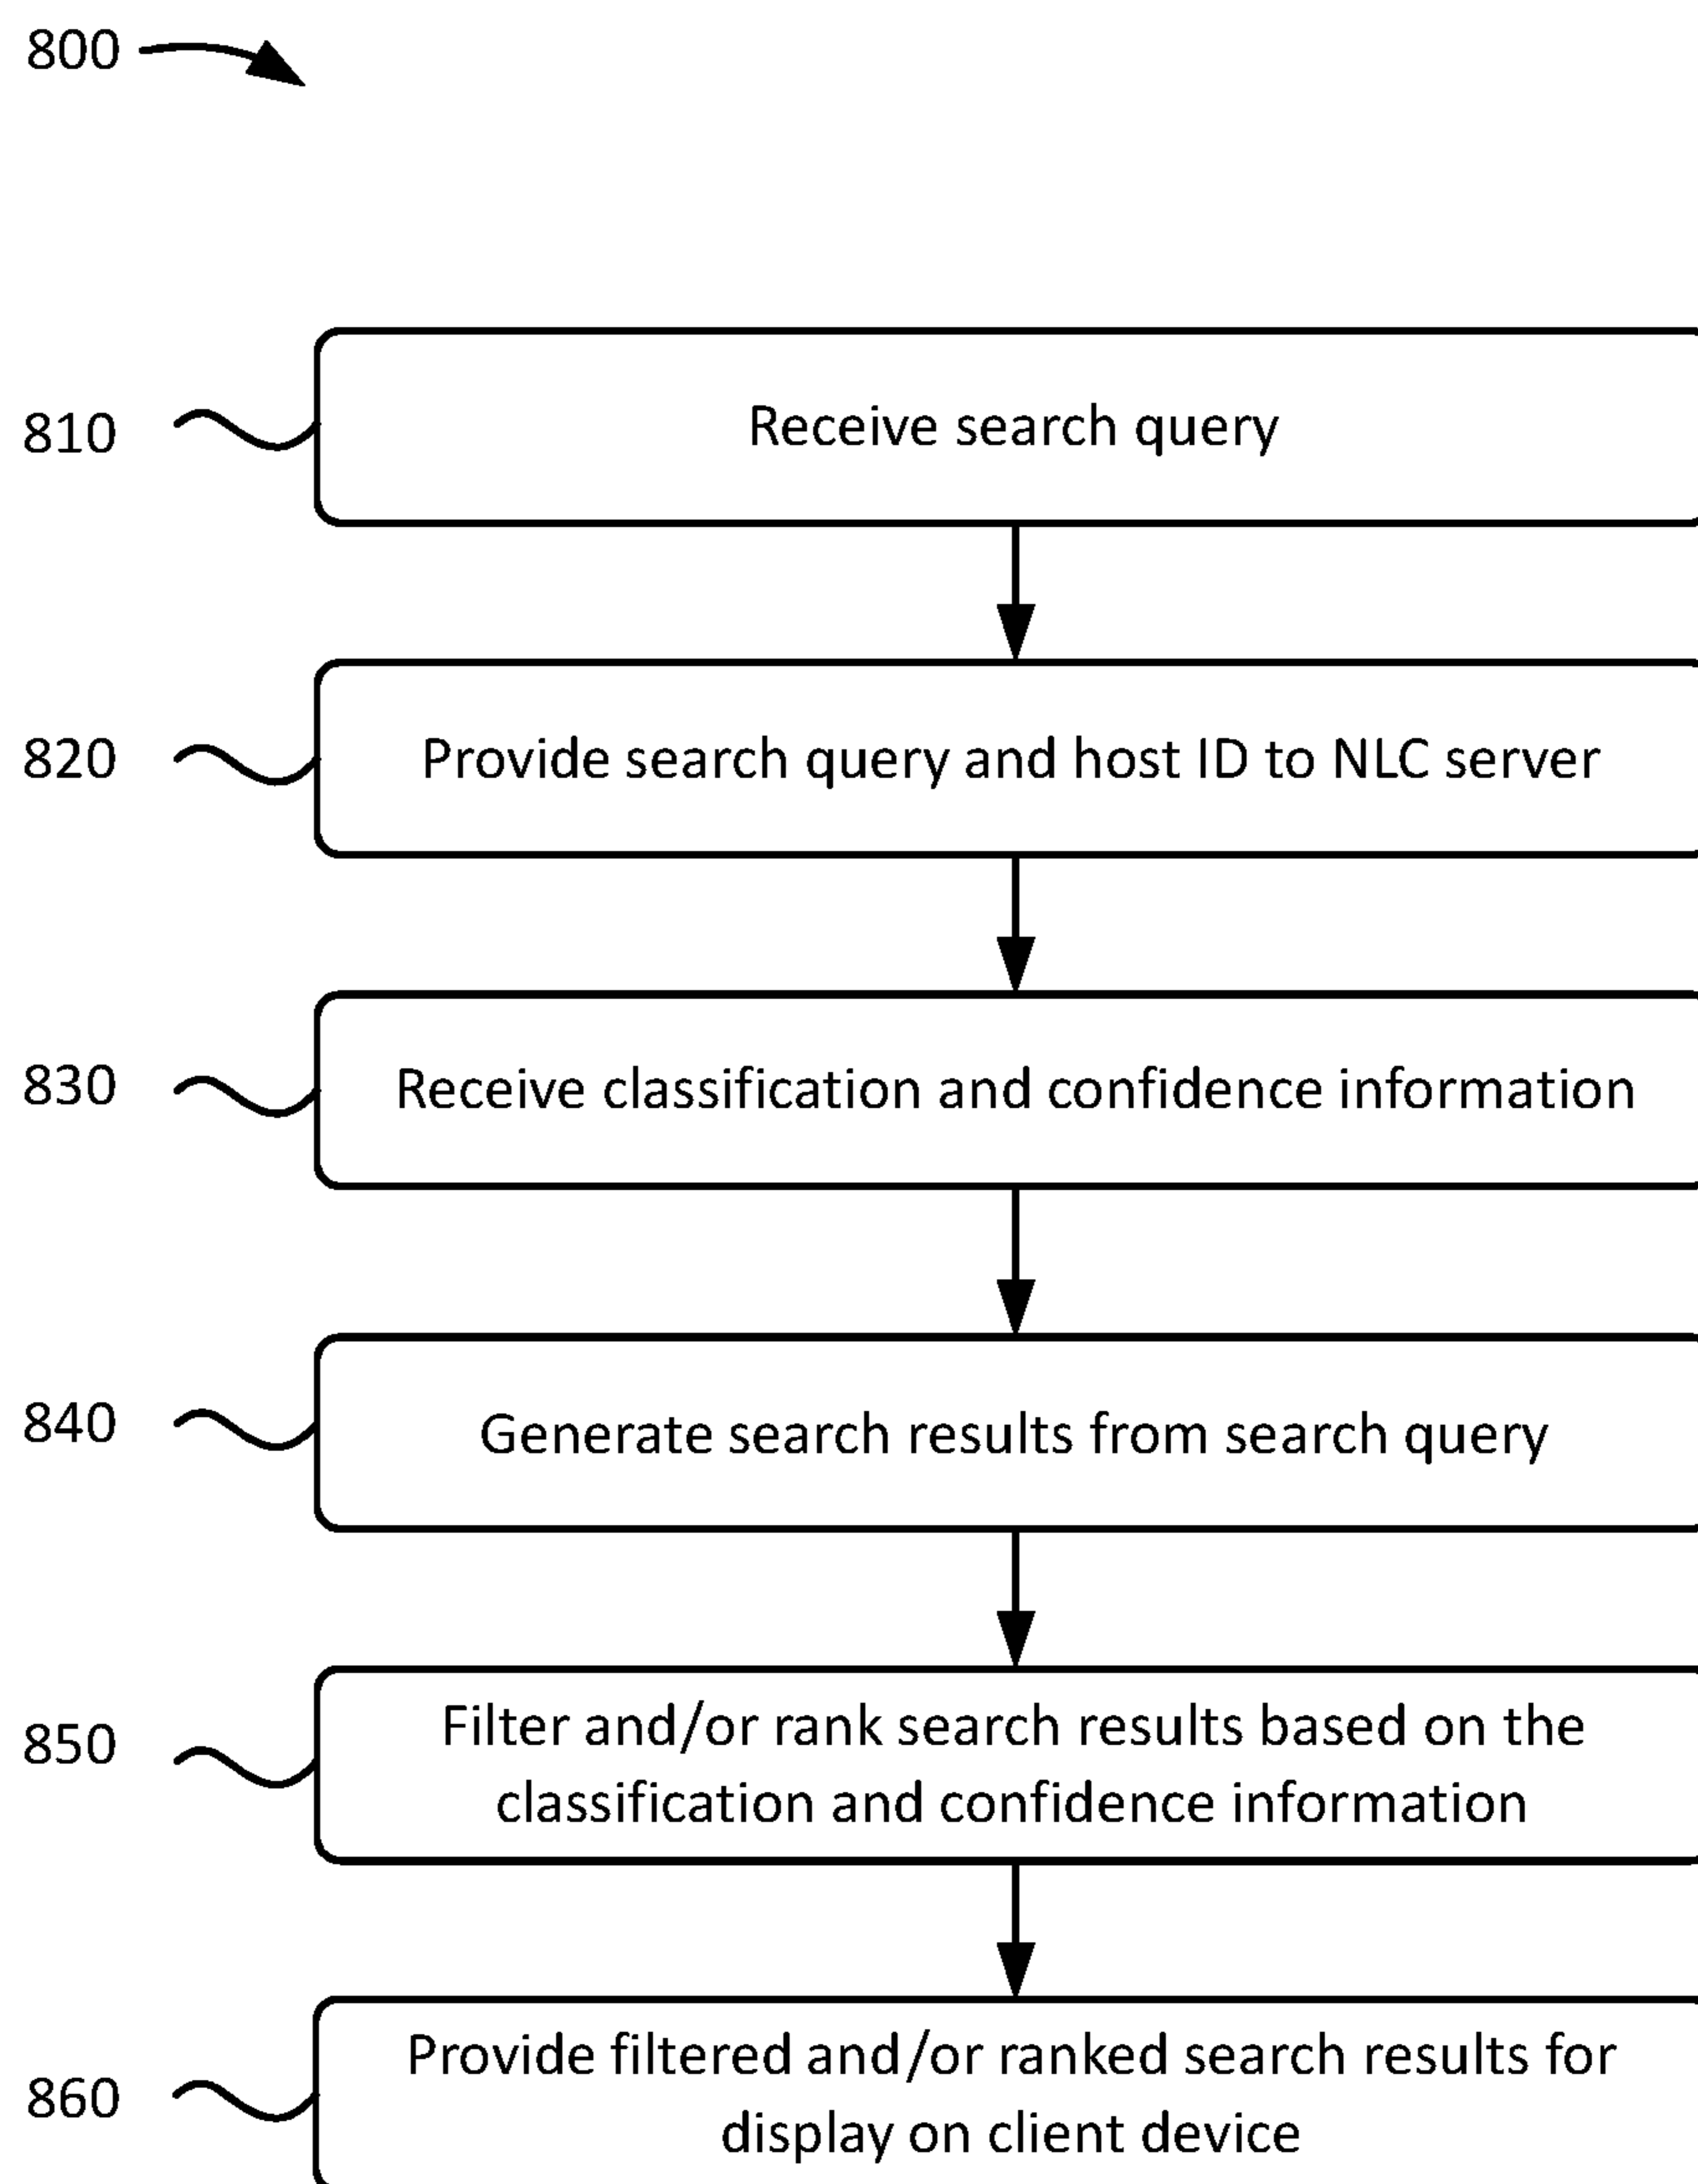 800
810
Receive search query
820
Provide search query and host ID to NLC server
830
Receive classification and confidence information
840
Generate search results from search query
850
Filter and/or rank search results based on the
classification and confidence information
860
Provide filtered and/or ranked search results for
display on client device